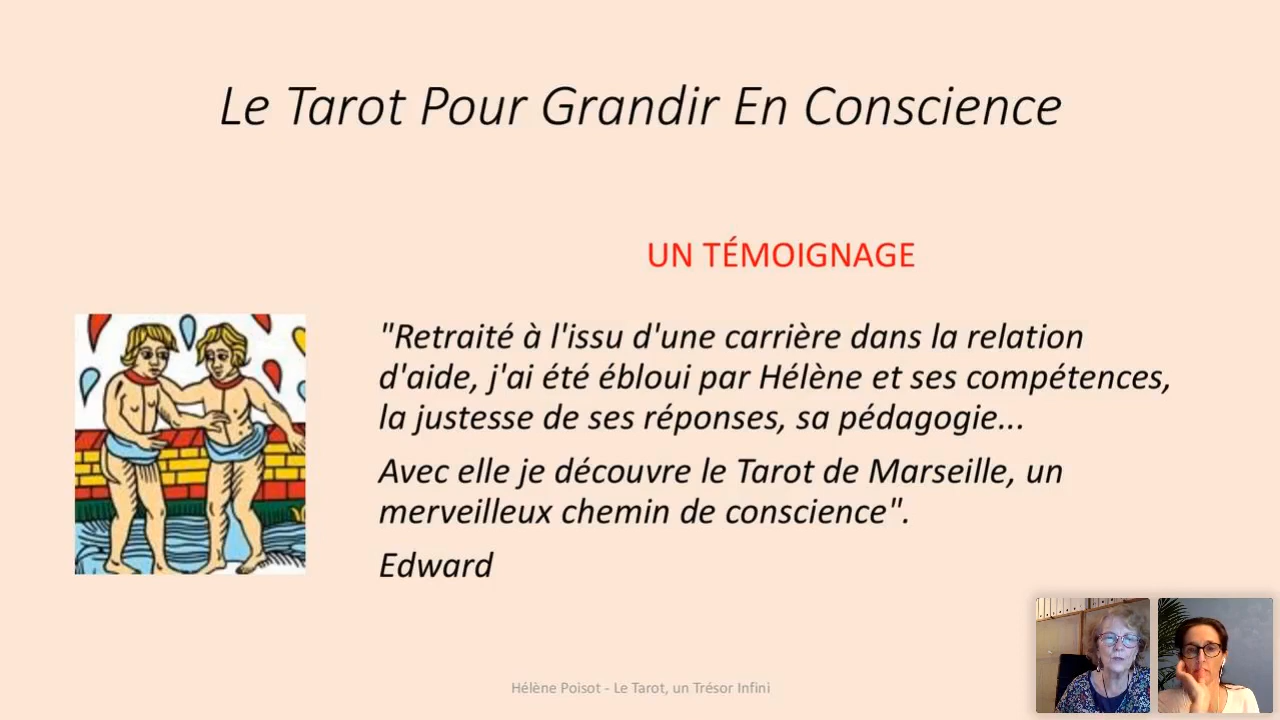 Le Tarot Pour Grandir En Conscience
UN TÉMOIGNAGE
"Retraité à l'issu d'une carrière dans la relation
d'aide, j'ai été ébloui par Hélène et ses compétences,
la justesse de ses réponses, sa pédagogie...
Avec elle je découvre le Tarot de Marseille, un
merveilleux chemin de conscience".
Edward
Hélène Poisot - Le Tarot, un Trésor Infini